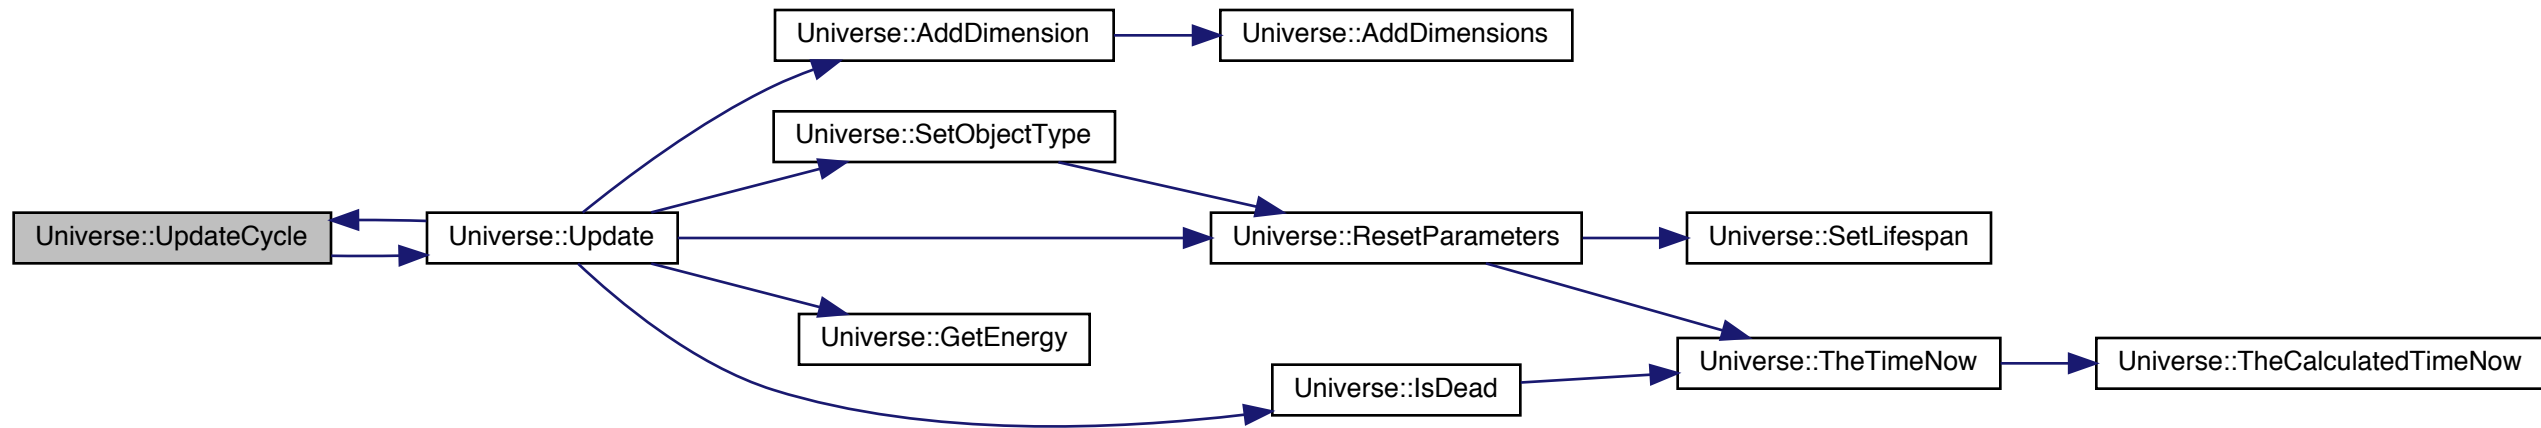 Universe::AddDimension
Universe::AddDimensions
Universe::SetObjectType
Universe::UpdateCycle
Universe::Update
Universe::ResetParameters
Universe::SetLifespan
Universe::GetEnergy
Universe::TheTimeNow
Universe::TheCalculatedTimeNow
Universe::IsDead